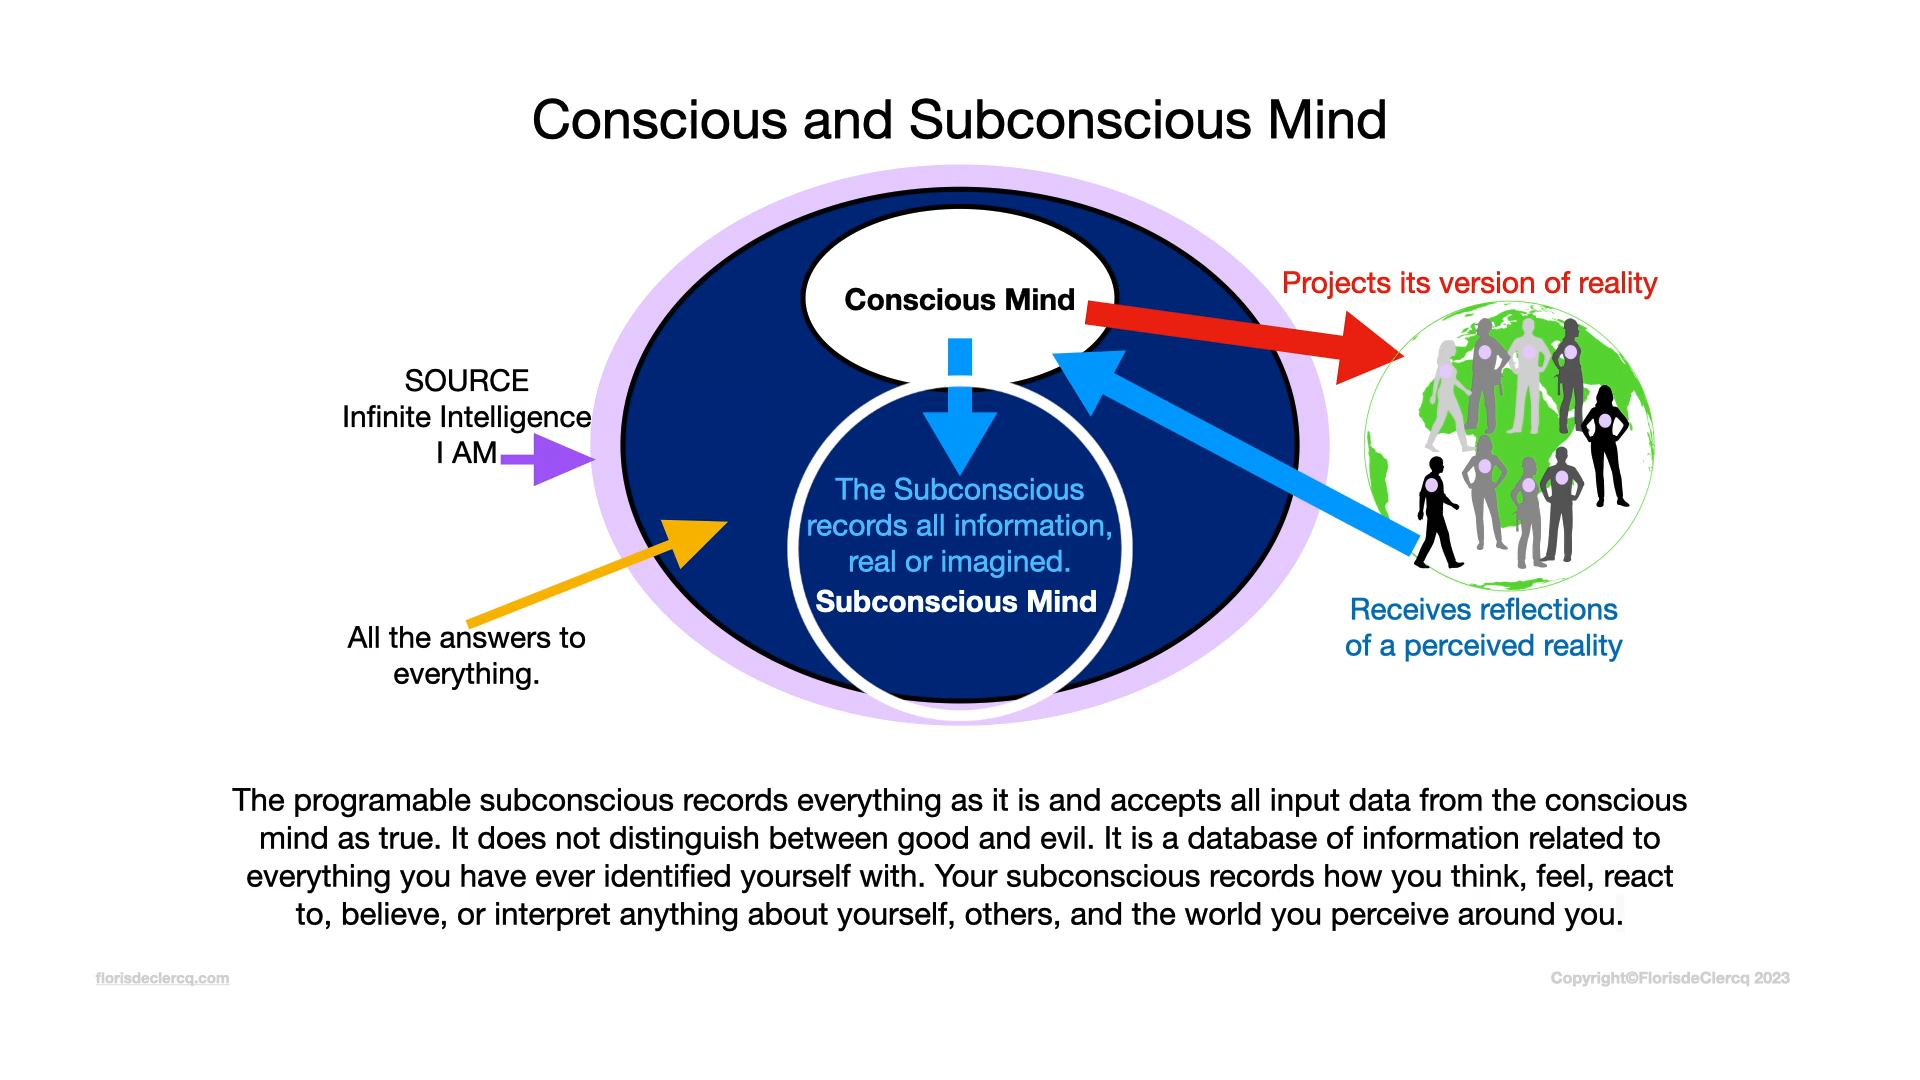 Conscious and Subconscious Mind
Conscious Mind
Projects its version of reality
SOURCE
Infinite Intelligence
I AM
The Subconscious
records all information,
real or imagined.
Subconscious Mind
All the answers to
everything.
Receives reflections
of a perceived reality
The programable subconscious records everything as it is and accepts all input data from the conscious
mind as true. It does not distinguish between good and evil. It is a database of information related to
everything you have ever identified yourself with. Your subconscious records how you think, feel, react
to, believe, or interpret anything about yourself, others, and the world you perceive around you.
florisdeclercq.com
Copyright©FlorisdeClercq 2023